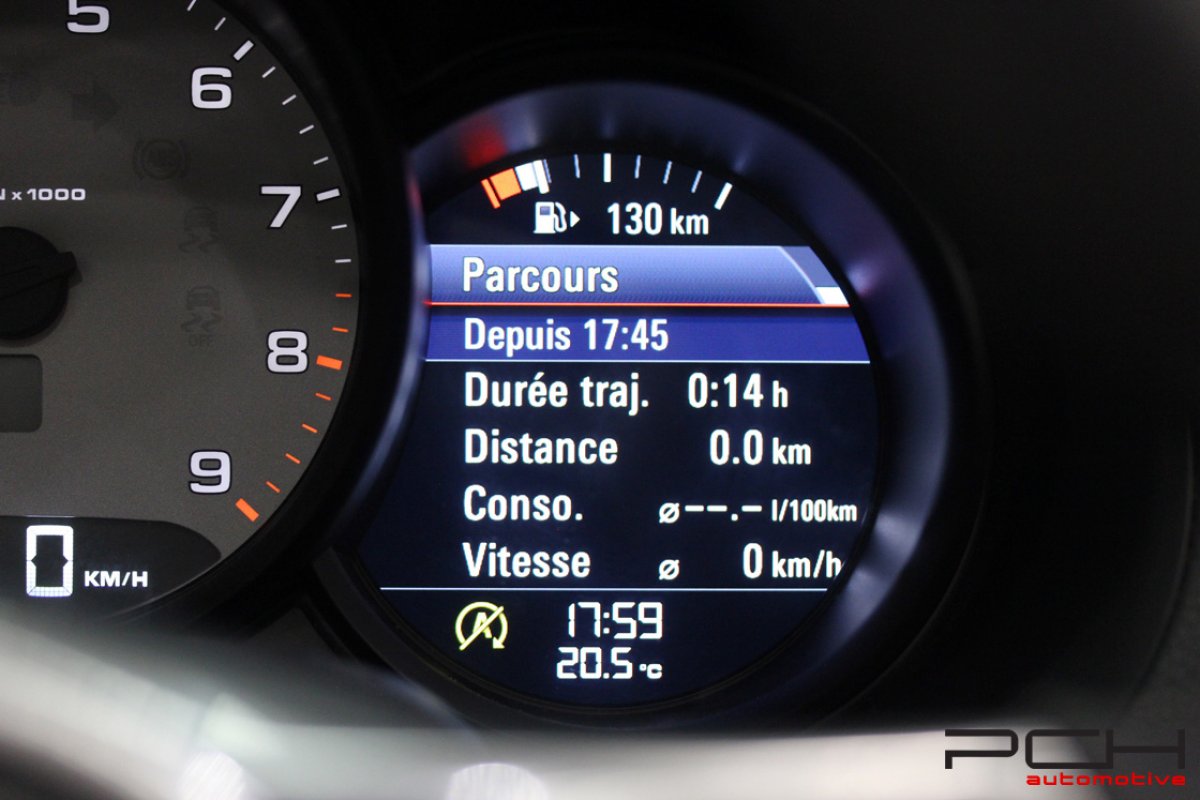 5
6
7
8
9
x 1000
0 KM/H
130 km
Parcours
Depuis 17:45
Durée traj. 0:14 h
Distance 0.0 km
Conso. ø--.- l/100km
Vitesse ø 0 km/h
A
17:59
20.5 °C
PCH
automotive